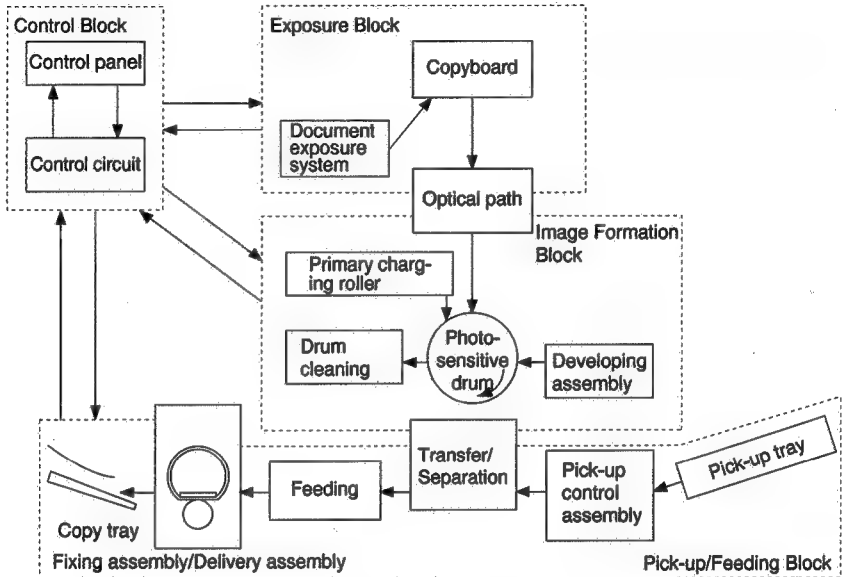 Control Block
Control panel
Control circuit
Exposure Block
Copyboard
Document
exposure
system
Optical path
Image Formation
Block
Primary charg-
ing roller
Photo-
sensitive
drum
Drum
cleaning
Developing
assembly
Transfer/
Separation
Pick-up tray
Pick-up
control
assembly
Feeding
Copy tray
Fixing assembly/Delivery assembly
Pick-up/Feeding Block